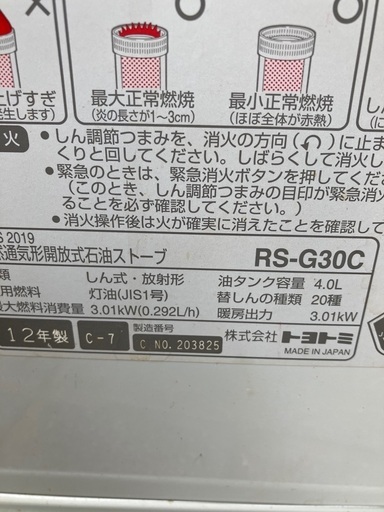 上げすぎ
発生します)
最大正常燃焼
(炎の長さが1~3cm)
最小正常燃焼
(ほぼ全体が赤熱)
火
●しん調節つまみを、消火の方向( )に止ま
くりと回してください。しばらくして消火し
●緊急のときは、緊急消火ボタンを押してくだ
(このとき、しん調節つまみの目印が緊急消
ることを必ず確認してください。)
●消火操作後は火が確実に消えたことを確認
S 2019
然通気形開放式石油ストーブ RS-G30C
類 しん式・放射形 油タンク容量 4.0L
用燃料 灯油(JIS1号) 替しんの種類 20種
最大燃料消費量 3.01kW(0.292L/h) 暖房出力 3.01kW
12年製 C-7 製造番号 C NO.203825 株式会社トヨトミ
MADE IN JAPAN